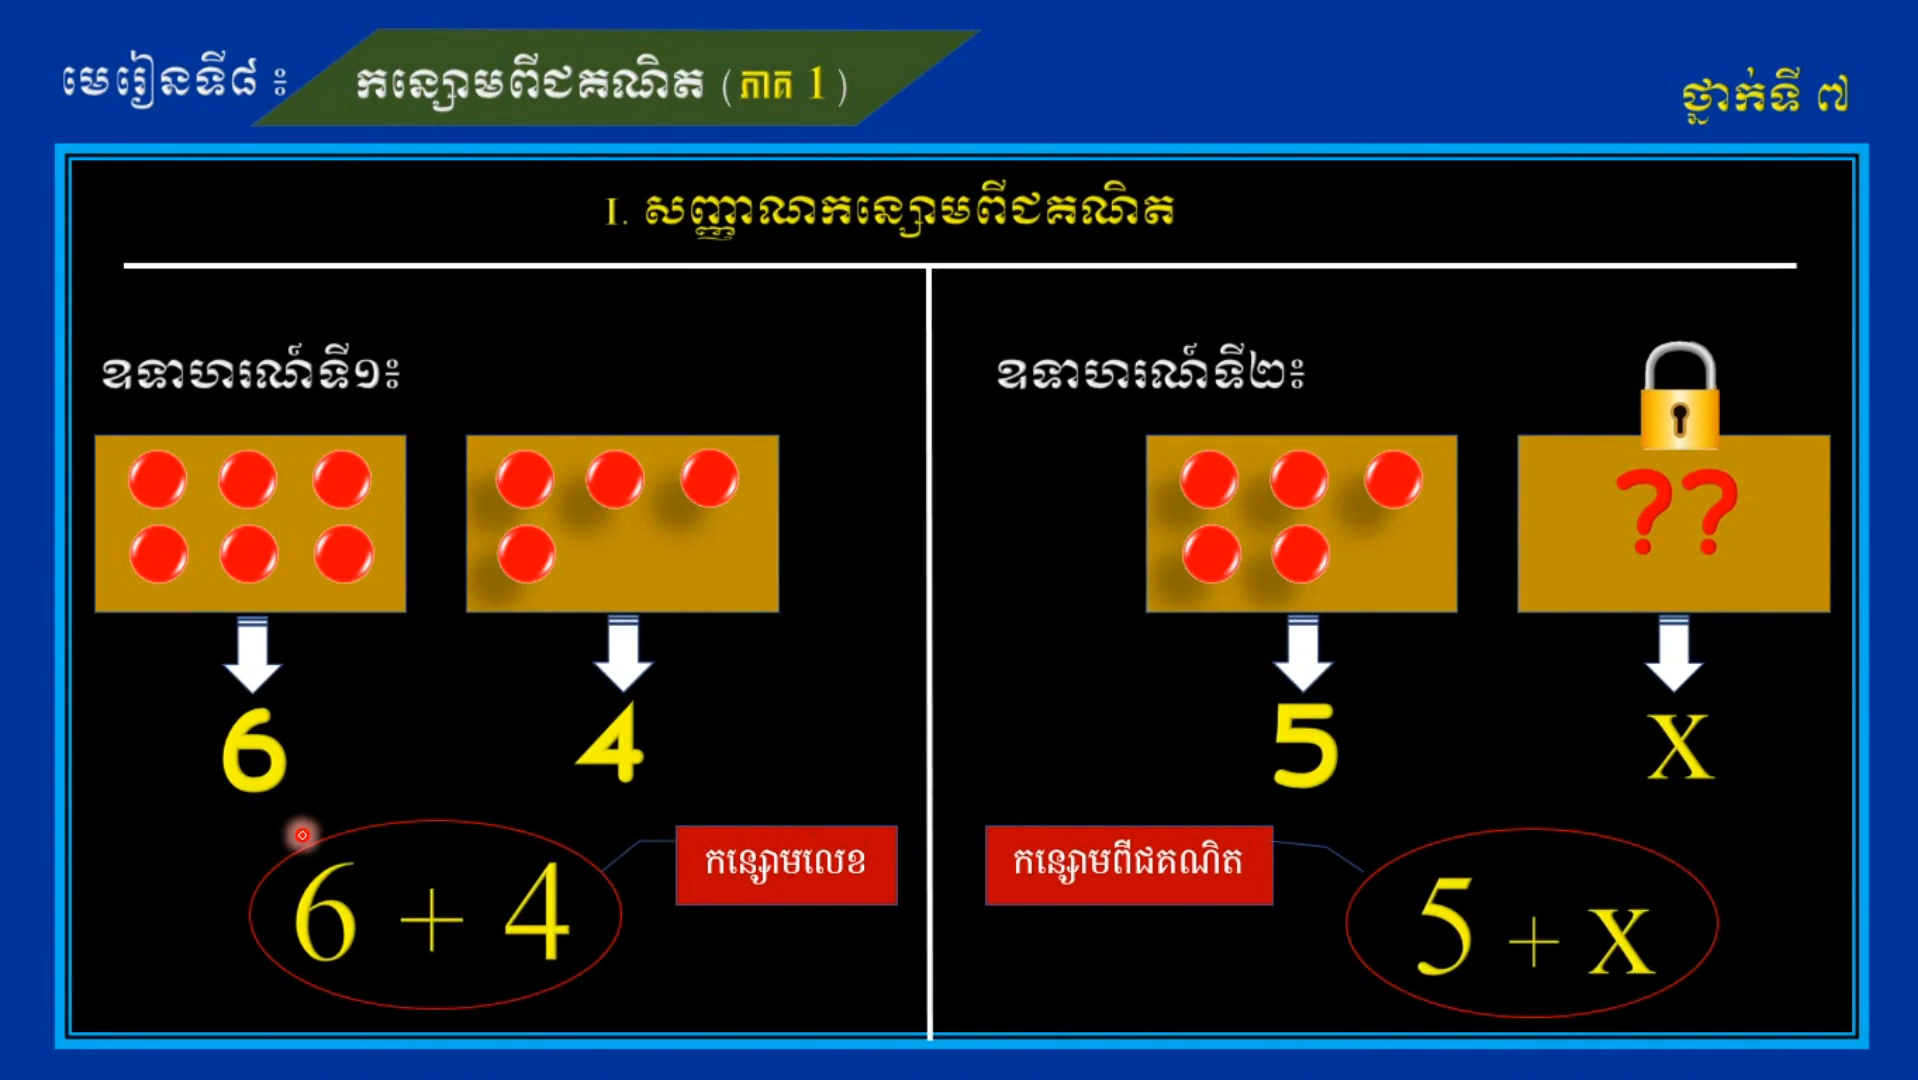 មេរៀនទី៨ ៖ កន្សោមពីជគណិត (ភាគ 1)
ថ្នាក់ទី ៧
I. សញ្ញាណកន្សោមពីជគណិត
ឧទាហរណ៍ទី១៖
ឧទាហរណ៍ទី២៖
??
6 4
5 x
កន្សោមលេខ
កន្សោមពីជគណិត
6 + 4
5 + x